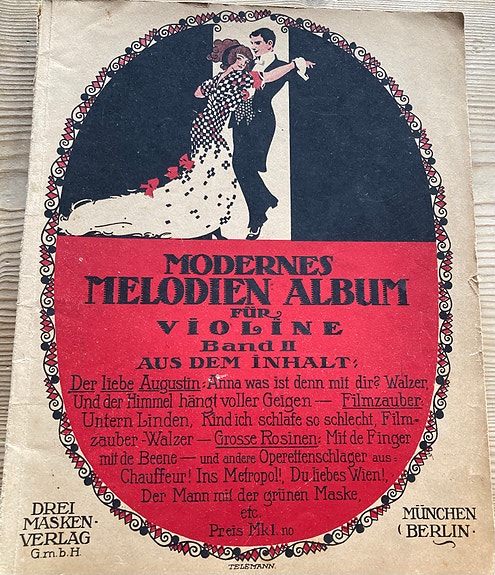 MODERNES
MELODIEN ALBUM
FÜR
VIOLINE
Band II
AUS DEM INHALT:
Der liebe Augustin: Anna was ist denn mit dir? Walzer,
Und der Himmel hängt voller Geigen — Filmzauber:
Untern Linden, Kind ich schlafe so schlecht, Film-
zauber-Walzer — Grosse Rosinen: Mit de Finger
mit de Beene — und andere Operettenschlager aus:
Chauffeur! Ins Metropol!, Du liebes Wien!,
Der Mann mit der grünen Maske,
etc.
Preis Mk 1. no
DREI
MASKEN-
VERLAG
G.m.b.H.
MÜNCHEN
BERLIN
TELEMANN.